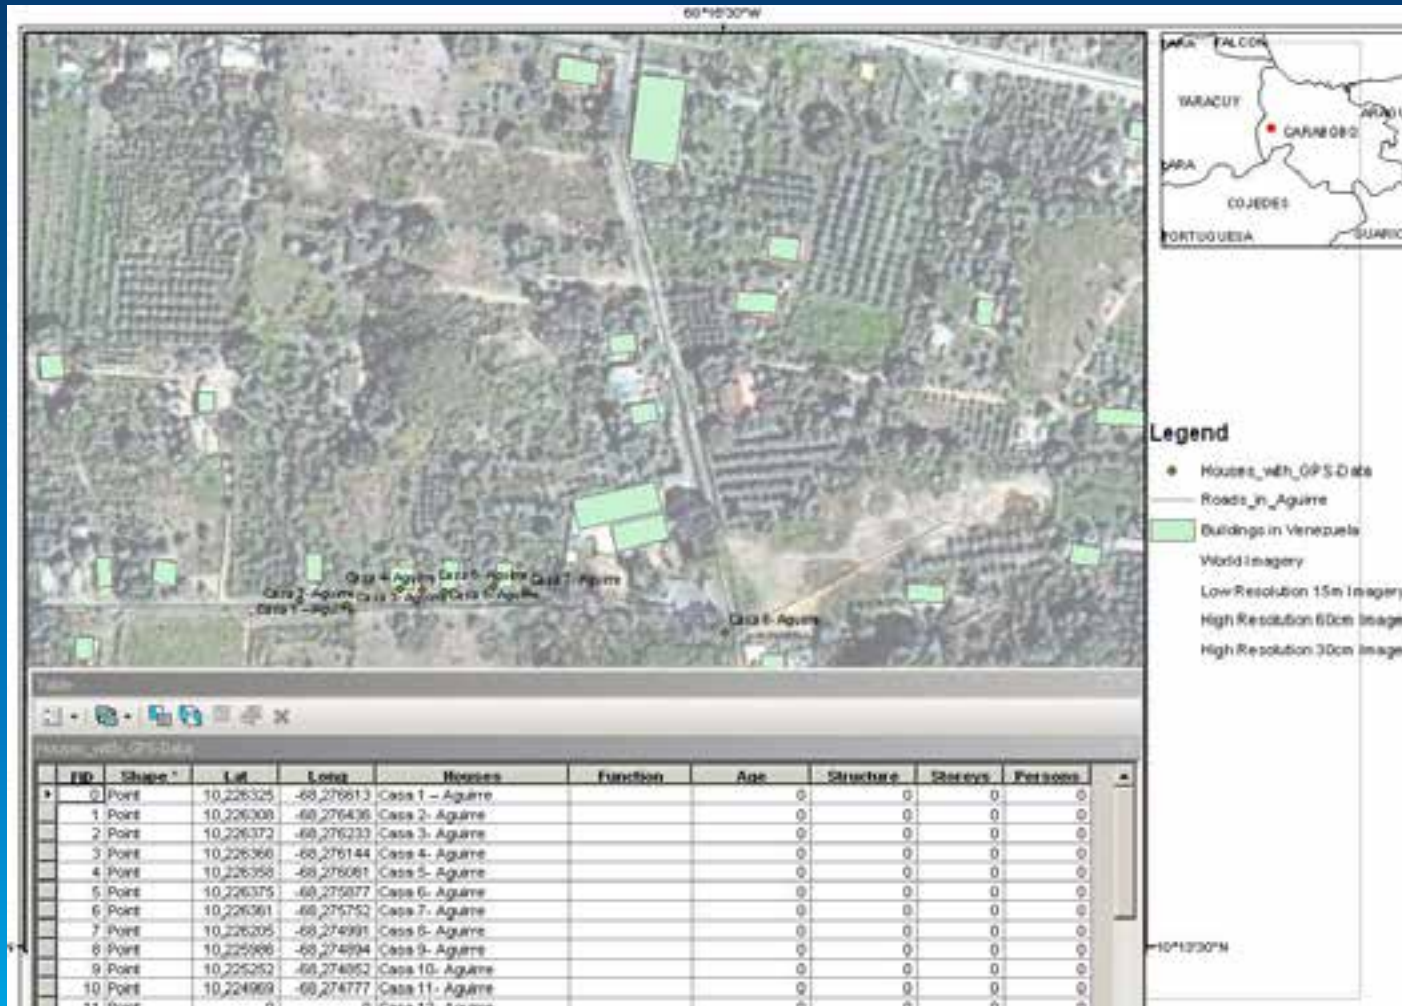 68°16'30"W
LARA FALCON
YARACUY
CARABOBO
LARA
COJEDES
PORTUGUESA
Legend
Houses_with_GPS-Data
Roads_in_Aguirre
Buildings in Venezuela
World Imagery
Low Resolution 15m Imagery
High Resolution 60cm Image
High Resolution 30cm Image
Casa 4- Aguirre
Casa 7- Aguirre
Casa 2- Aguirre
Casa 1 – Aguirre
Casa 8- Aguirre
Table
Houses_with_GPS-Data
FID Shape * Lat Long Houses Function Age Structure Storeys Persons
0 Point 10,226325 -68,276613 Casa 1 – Aguirre 0 0 0 0
1 Point 10,226308 -68,276436 Casa 2- Aguirre 0 0 0 0
2 Point 10,226372 -68,276233 Casa 3- Aguirre 0 0 0 0
3 Point 10,226366 -68,276144 Casa 4- Aguirre 0 0 0 0
4 Point 10,226358 -68,276081 Casa 5- Aguirre 0 0 0 0
5 Point 10,226375 -68,275877 Casa 6- Aguirre 0 0 0 0
6 Point 10,226361 -68,275752 Casa 7- Aguirre 0 0 0 0
7 Point 10,226205 -68,274991 Casa 8- Aguirre 0 0 0 0
8 Point 10,225986 -68,274894 Casa 9- Aguirre 0 0 0 0
9 Point 10,225252 -68,274852 Casa 10- Aguirre 0 0 0 0
10 Point 10,224969 -68,274777 Casa 11- Aguirre 0 0 0 0
10°13'30"N